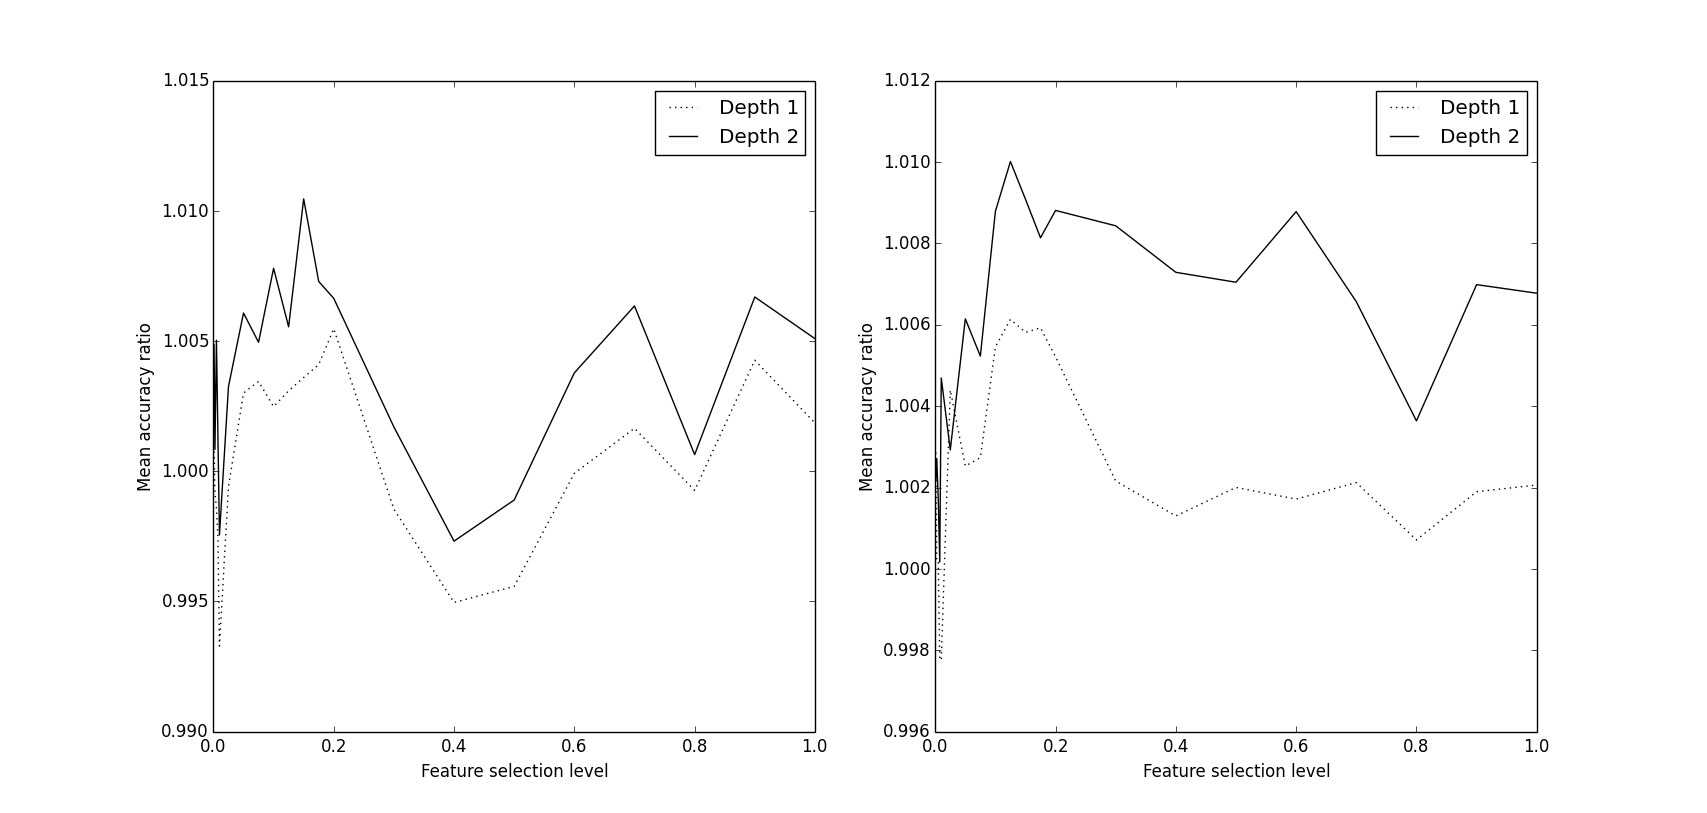 1.015
1.010
1.005
1.000
0.995
0.990
Mean accuracy ratio
0.0 0.2 0.4 0.6 0.8 1.0
Feature selection level
Depth 1
Depth 2
1.012
1.010
1.008
1.006
1.004
1.002
1.000
0.998
0.996
Mean accuracy ratio
0.0 0.2 0.4 0.6 0.8 1.0
Feature selection level
Depth 1
Depth 2